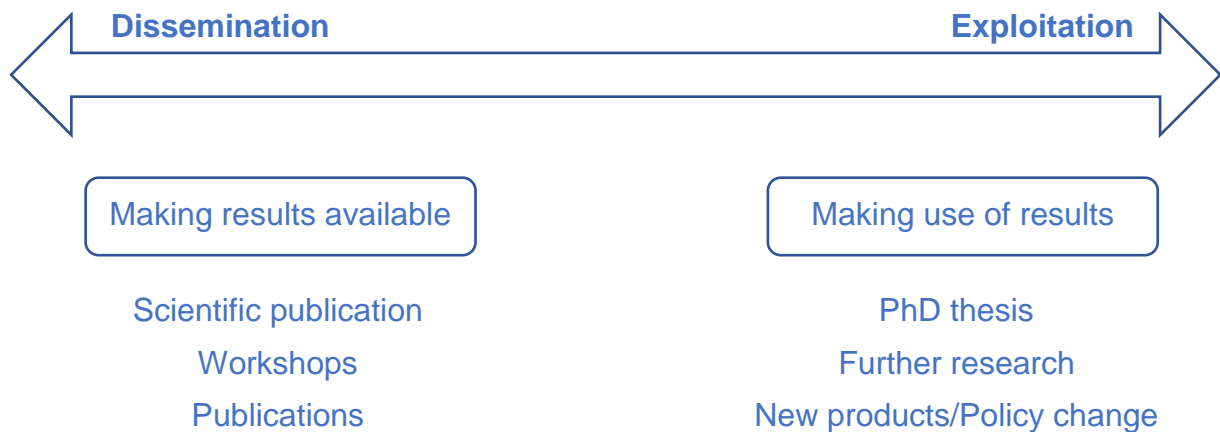 Dissemination
Exploitation
Making results available
Making use of results
Scientific publication
PhD thesis
Workshops
Further research
Publications
New products/Policy change